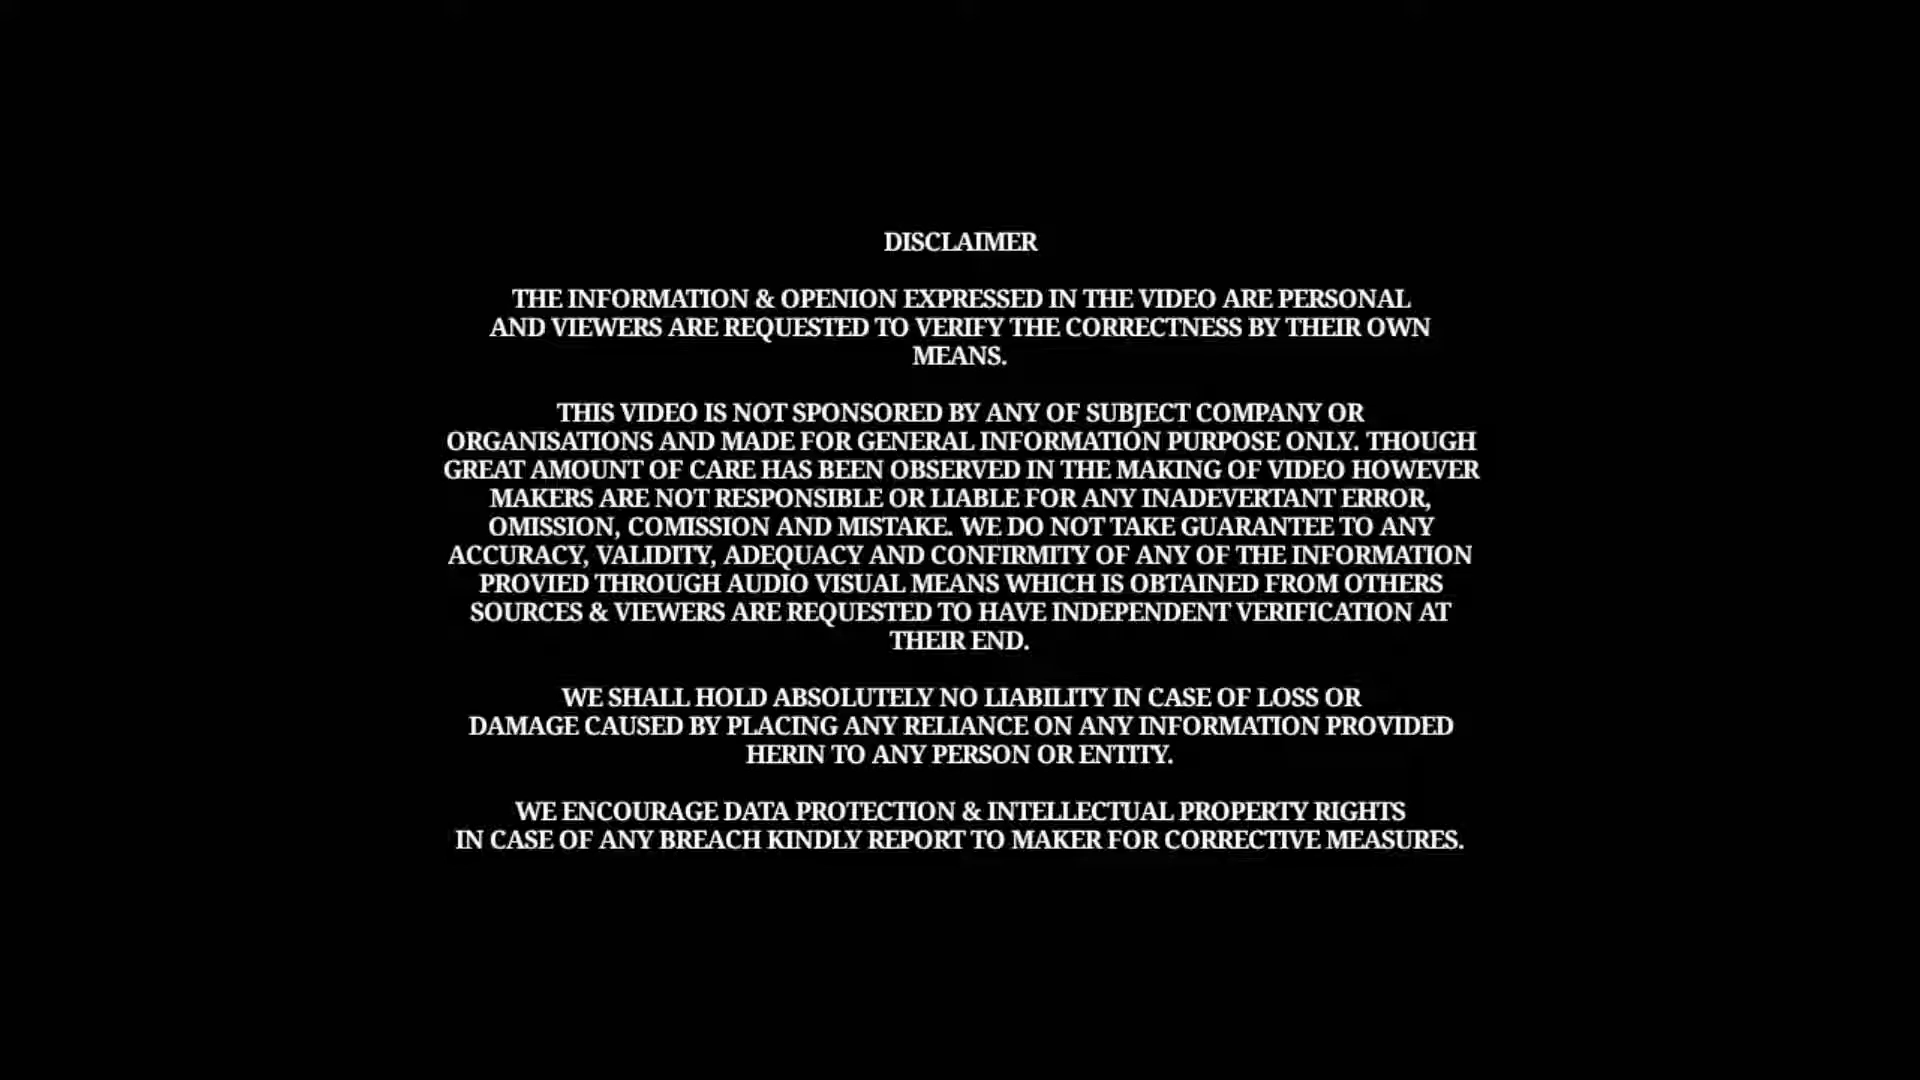 DISCLAIMER
THE INFORMATION & OPENION EXPRESSED IN THE VIDEO ARE PERSONAL
AND VIEWERS ARE REQUESTED TO VERIFY THE CORRECTNESS BY THEIR OWN
MEANS.
THIS VIDEO IS NOT SPONSORED BY ANY OF SUBJECT COMPANY OR
ORGANISATIONS AND MADE FOR GENERAL INFORMATION PURPOSE ONLY. THOUGH
GREAT AMOUNT OF CARE HAS BEEN OBSERVED IN THE MAKING OF VIDEO HOWEVER
MAKERS ARE NOT RESPONSIBLE OR LIABLE FOR ANY INADEVERTANT ERROR,
OMISSION, COMISSION AND MISTAKE. WE DO NOT TAKE GUARANTEE TO ANY
ACCURACY, VALIDITY, ADEQUACY AND CONFIRMITY OF ANY OF THE INFORMATION
PROVIED THROUGH AUDIO VISUAL MEANS WHICH IS OBTAINED FROM OTHERS
SOURCES & VIEWERS ARE REQUESTED TO HAVE INDEPENDENT VERIFICATION AT
THEIR END.
WE SHALL HOLD ABSOLUTELY NO LIABILITY IN CASE OF LOSS OR
DAMAGE CAUSED BY PLACING ANY RELIANCE ON ANY INFORMATION PROVIDED
HERIN TO ANY PERSON OR ENTITY.
WE ENCOURAGE DATA PROTECTION & INTELLECTUAL PROPERTY RIGHTS
IN CASE OF ANY BREACH KINDLY REPORT TO MAKER FOR CORRECTIVE MEASURES.